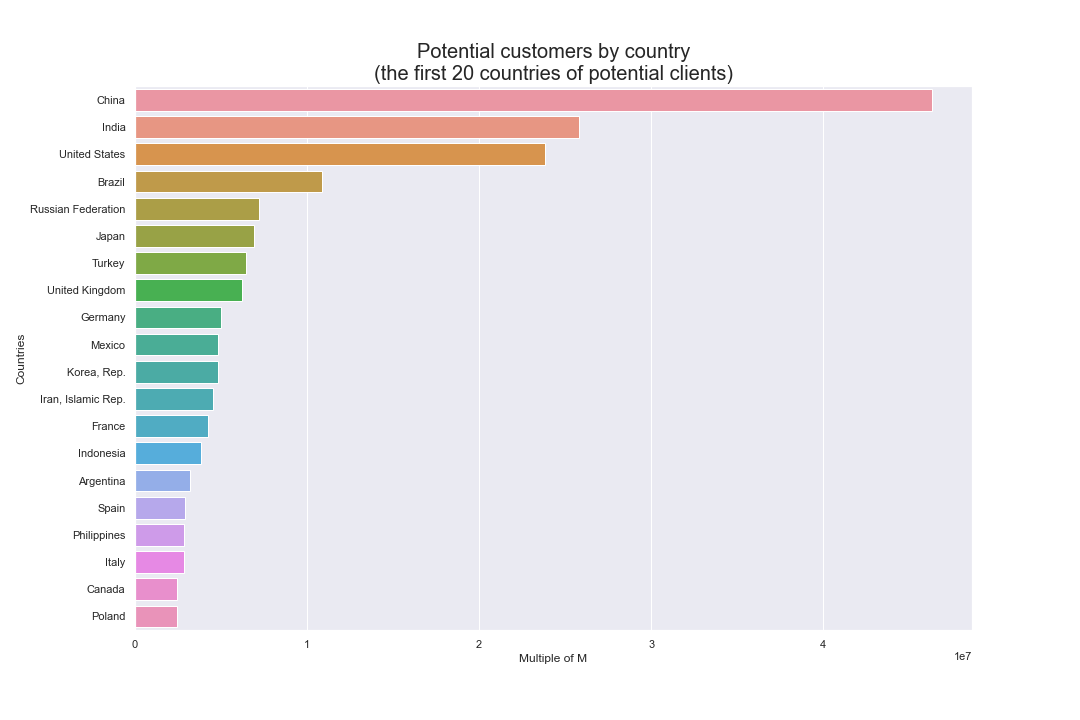 Potential customers by country
(the first 20 countries of potential clients)
Countries
China
India
United States
Brazil
Russian Federation
Japan
Turkey
United Kingdom
Germany
Mexico
Korea, Rep.
Iran, Islamic Rep.
France
Indonesia
Argentina
Spain
Philippines
Italy
Canada
Poland
0 1 2 3 4
Multiple of M
1e7